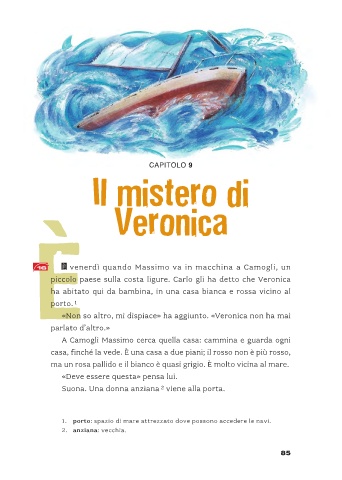 CAPITOLO 9
Il mistero di
Veronica
È venerdì quando Massimo va in macchina a Camogli, un
piccolo paese sulla costa ligure. Carlo gli ha detto che Veronica
ha abitato qui da bambina, in una casa bianca e rossa vicino al
porto.¹
«Non so altro, mi dispiace» ha aggiunto. «Veronica non ha mai
parlato d'altro.»
A Camogli Massimo cerca quella casa: cammina e guarda ogni
casa, finché la vede. È una casa a due piani; il rosso non è più rosso,
ma un rosa pallido e il bianco è quasi grigio. È molto vicina al mare.
«Deve essere questa» pensa lui.
Suona. Una donna anziana² viene alla porta.
1. porto: spazio di mare attrezzato dove possono accedere le navi.
2. anziana: vecchia.
85